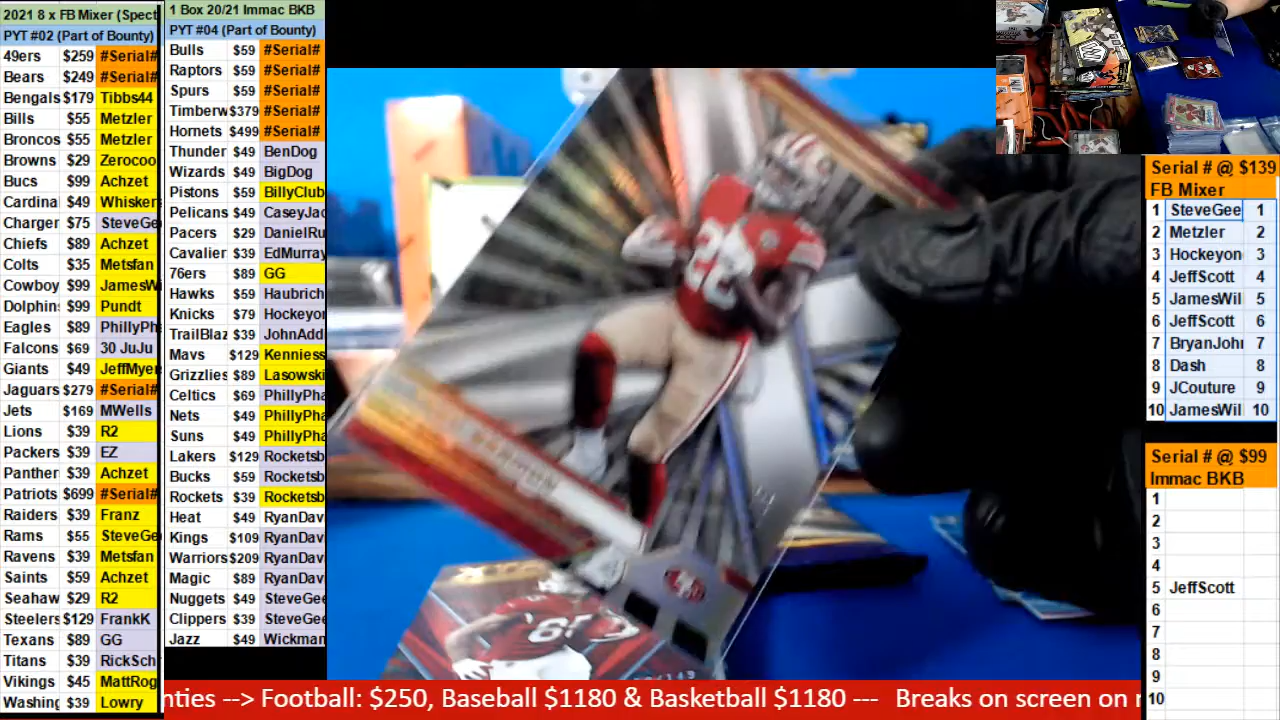 2021 8 x FB Mixer (Spect
PYT #02 (Part of Bounty)
49ers $259 #Serial#
Bears $249 #Serial#
Bengals $179 Tibbs44
Bills $55 Metzler
Broncos $55 Metzler
Browns $29 Zerocoo
Bucs $99 Achzet
Cardina $49 Whisker
Charger $75 SteveGe
Chiefs $89 Achzet
Colts $35 Metsfan
Cowboy $99 JamesWi
Dolphin $99 Pundt
Eagles $89 PhillyPh
Falcons $69 30 JuJu
Giants $49 JeffMyer
Jaguars $279 #Serial#
Jets $169 MWells
Lions $39 R2
Packers $39 EZ
Panther $39 Achzet
Patriots $699 #Serial#
Raiders $39 Franz
Rams $55 SteveGe
Ravens $39 Metsfan
Saints $59 Achzet
Seahaw $29 R2
Steelers $129 FrankK
Texans $89 GG
Titans $39 RickSch
Vikings $45 MattRog
Washing $39 Lowry
1 Box 20/21 Immac BKB
PYT #04 (Part of Bounty)
Bulls $59 #Serial#
Raptors $59 #Serial#
Spurs $59 #Serial#
Timberw $379 #Serial#
Hornets $499 #Serial#
Thunder $49 BenDog
Wizards $49 BigDog
Pistons $59 BillyClub
Pelicans $49 CaseyJac
Pacers $29 DanielRu
Cavalier $39 EdMurray
76ers $89 GG
Hawks $59 Haubrich
Knicks $79 Hockeyor
TrailBlaz $39 JohnAdd
Mavs $129 Kenniess
Grizzlies $89 Lasowski
Celtics $69 PhillyPha
Nets $49 PhillyPha
Suns $49 PhillyPha
Lakers $129 Rocketsb
Bucks $59 Rocketsb
Rockets $39 Rocketsb
Heat $49 RyanDav
Kings $109 RyanDav
Warriors $209 RyanDav
Magic $89 RyanDav
Nuggets $49 SteveGee
Clippers $39 SteveGee
Jazz $49 Wickman
Serial # @ $139
FB Mixer
1 SteveGee 1
2 Metzler 2
3 Hockeyon 3
4 JeffScott 4
5 JamesWil 5
6 JeffScott 6
7 BryanJohn 7
8 Dash 8
9 JCouture 9
10 JamesWil 10
Serial # @ $99
Immac BKB
1
2
3
4
5 JeffScott
6
7
8
9
10
nties --> Football: $250, Baseball $1180 & Basketball $1180 --- Breaks on screen on